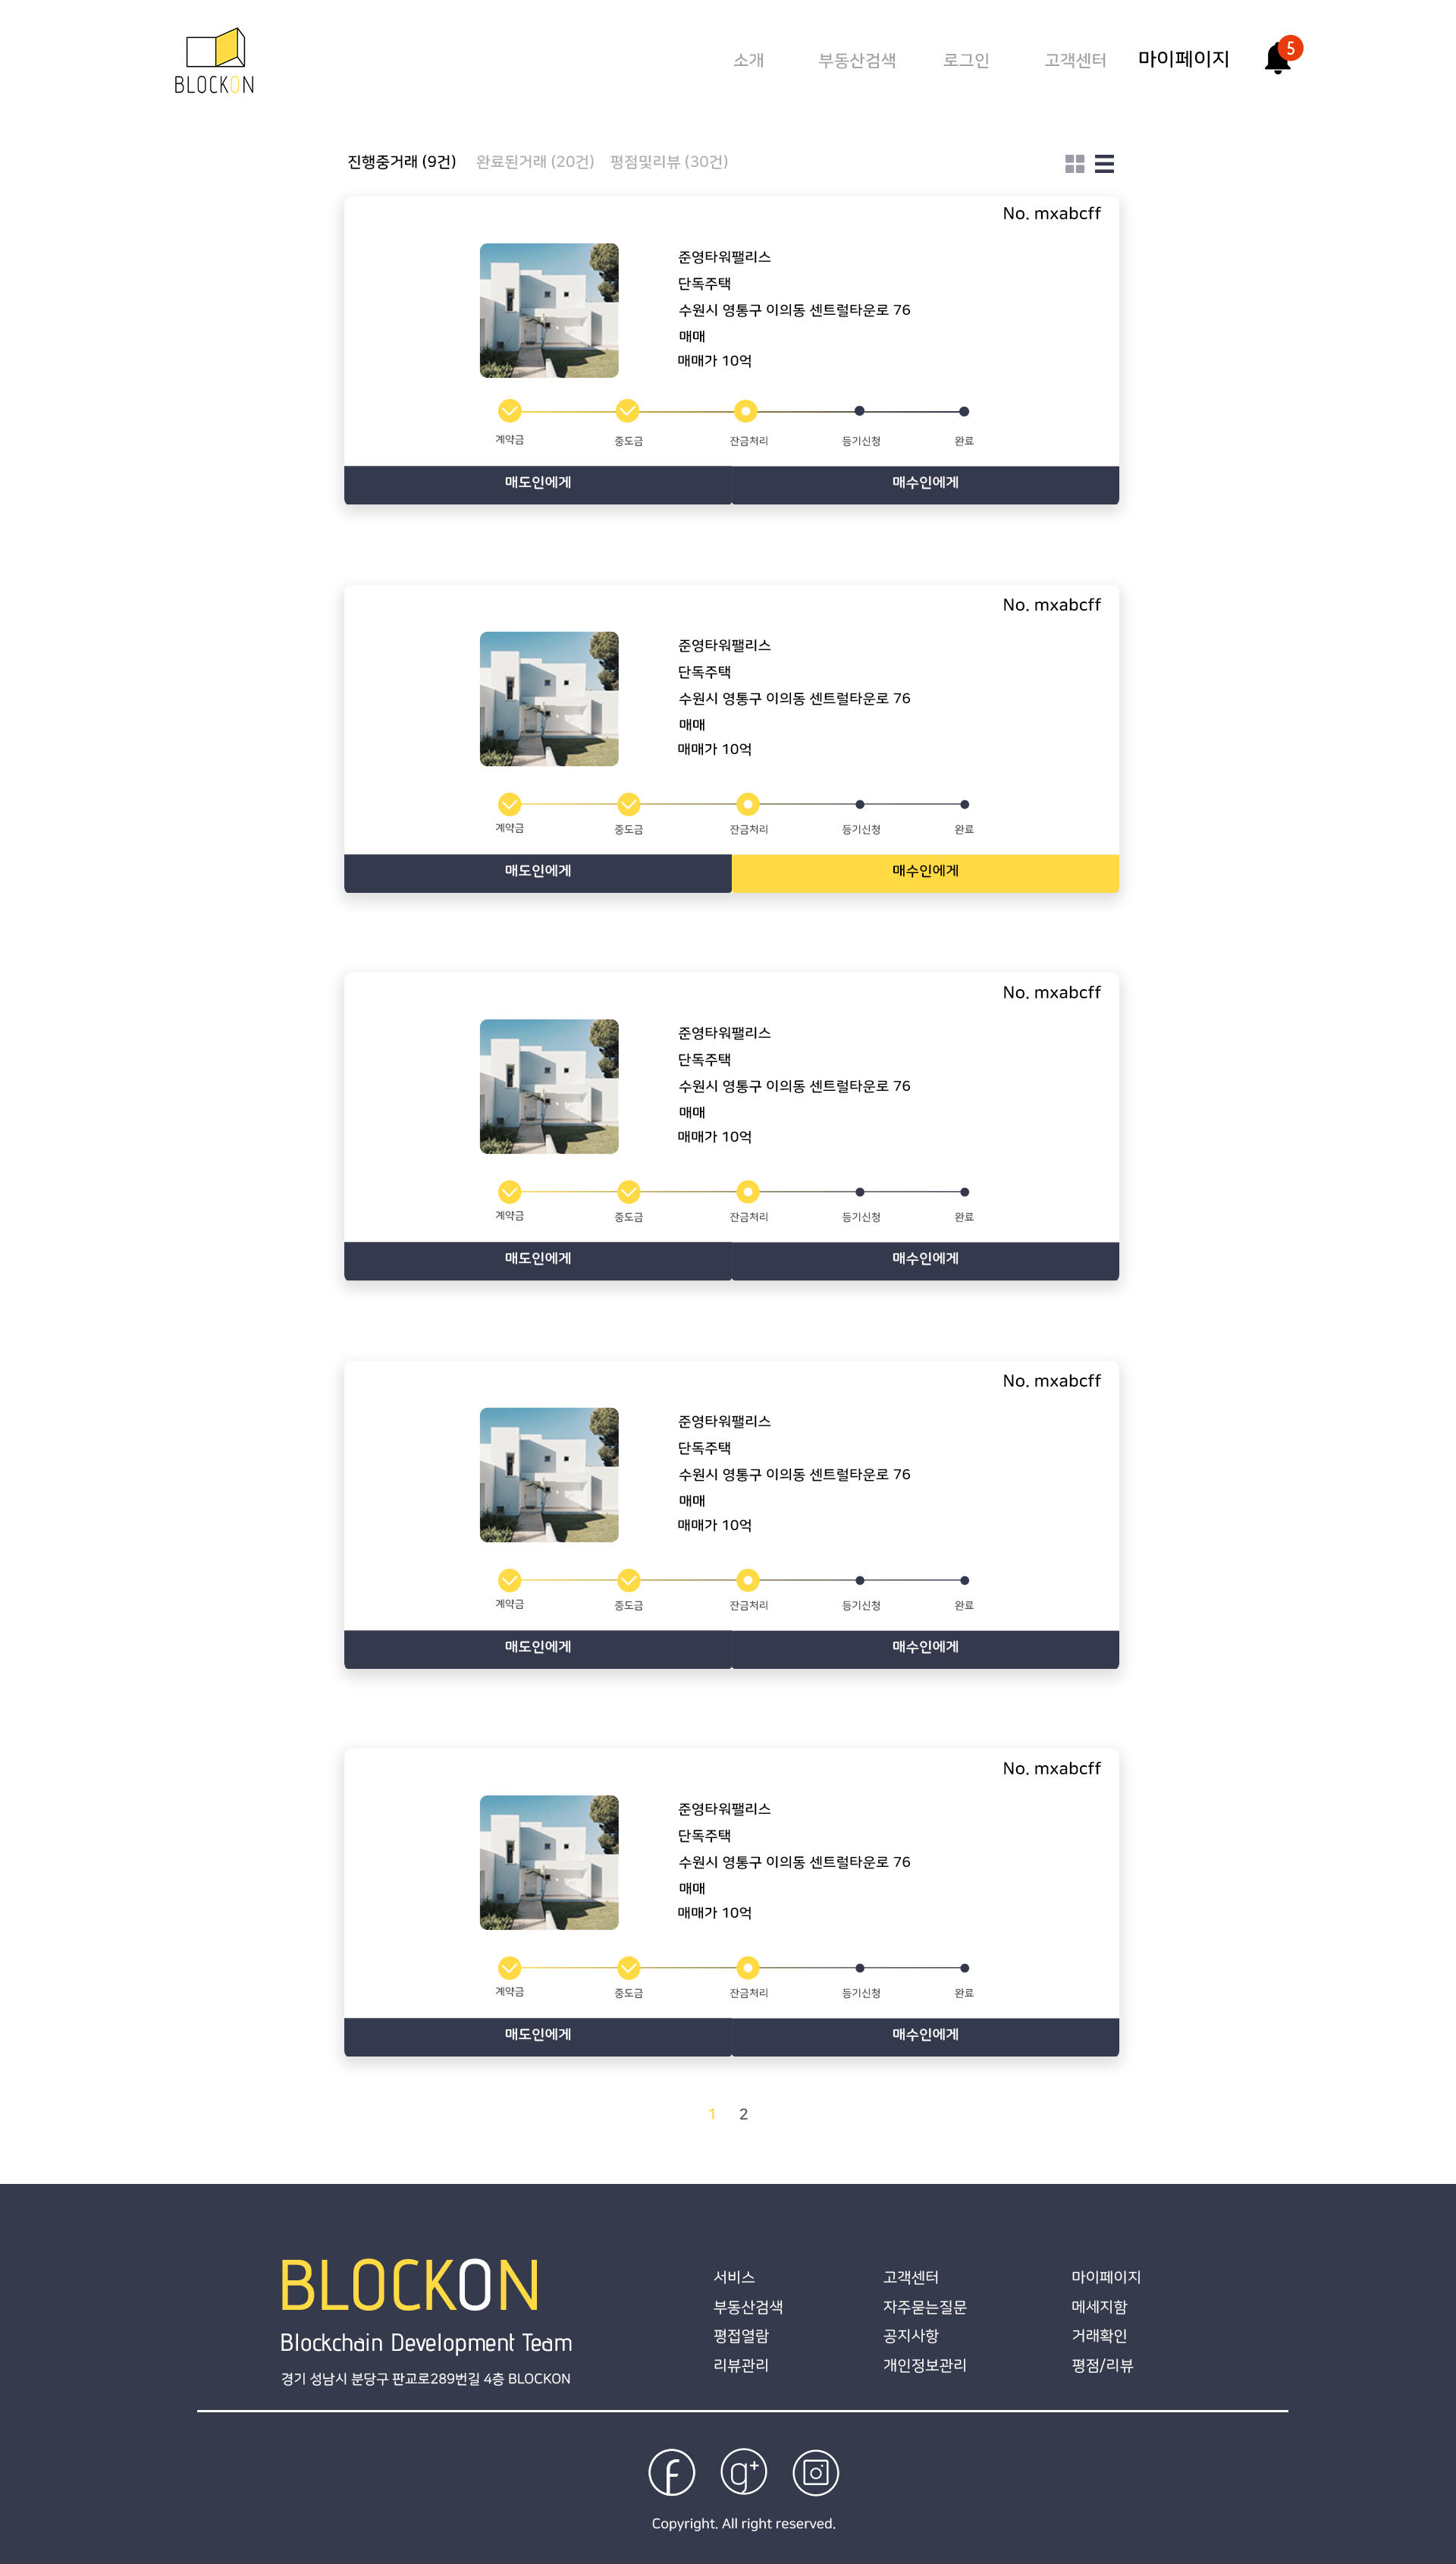 BLOCKON
소개 부동산검색 로그인 고객센터 마이페이지 5
진행중거래 (9건) 완료된거래 (20건) 평점및리뷰 (30건)
No. mxabcff
준영타워팰리스
단독주택
수원시 영통구 이의동 센트럴타운로 76
매매
매매가 10억
계약금 중도금 잔금처리 등기신청 완료
매도인에게 매수인에게
No. mxabcff
준영타워팰리스
단독주택
수원시 영통구 이의동 센트럴타운로 76
매매
매매가 10억
계약금 중도금 잔금처리 등기신청 완료
매도인에게 매수인에게
No. mxabcff
준영타워팰리스
단독주택
수원시 영통구 이의동 센트럴타운로 76
매매
매매가 10억
계약금 중도금 잔금처리 등기신청 완료
매도인에게 매수인에게
No. mxabcff
준영타워팰리스
단독주택
수원시 영통구 이의동 센트럴타운로 76
매매
매매가 10억
계약금 중도금 잔금처리 등기신청 완료
매도인에게 매수인에게
No. mxabcff
준영타워팰리스
단독주택
수원시 영통구 이의동 센트럴타운로 76
매매
매매가 10억
계약금 중도금 잔금처리 등기신청 완료
매도인에게 매수인에게
1 2
BLOCKON
Blockchain Development Team
경기 성남시 분당구 판교로289번길 4층 BLOCKON
서비스 고객센터 마이페이지
부동산검색 자주묻는질문 메세지함
평접열람 공지사항 거래확인
리뷰관리 개인정보관리 평점/리뷰
f g+
Copyright. All right reserved.